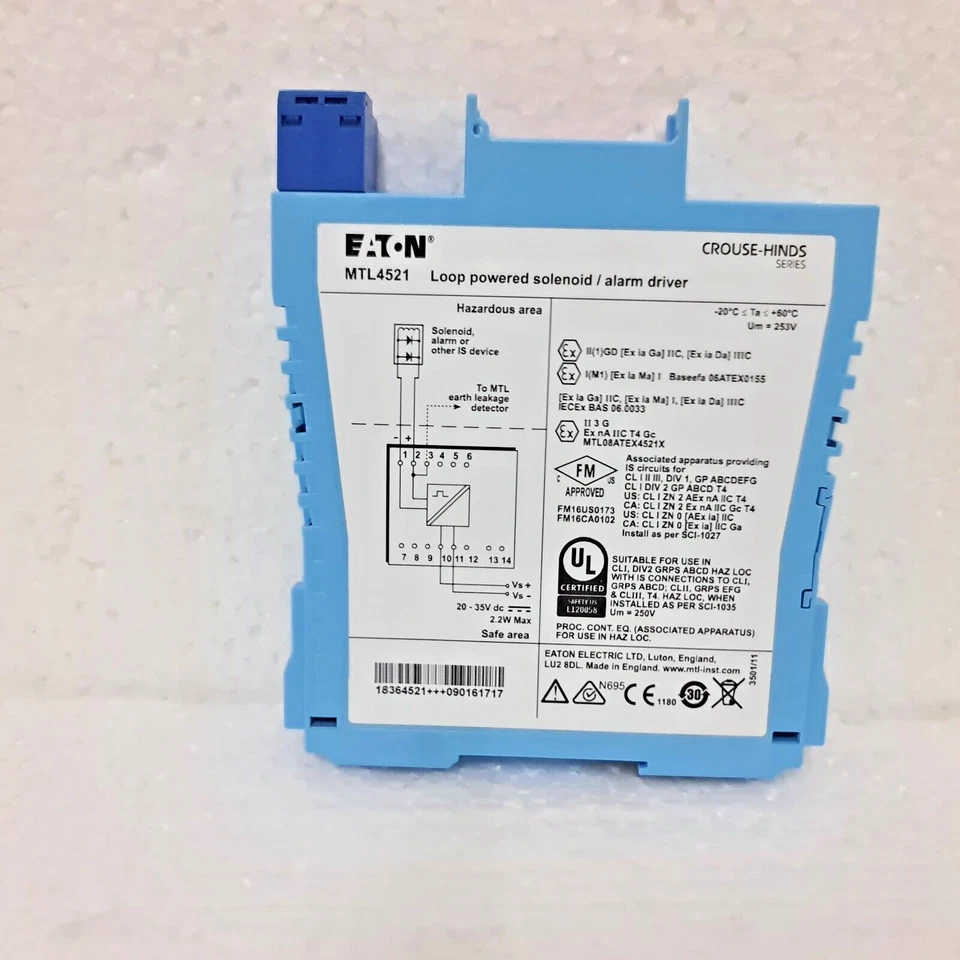 EATON®
CROUSE-HINDS
SERIES
MTL4521 Loop powered solenoid / alarm driver
Hazardous area
Solenoid,
alarm or
other IS device
To MTL
earth leakage
detector
- +
1 2 3 4 5 6
7 8 9 10 11 12 13 14
Vs +
Vs -
20 - 35V dc
2.2W Max
Safe area
18364521+++090161717
-20°C ≤ Ta ≤ +60°C
Um = 253V
Ex II(1)GD [Ex ia Ga] IIC, [Ex ia Da] IIIC
Ex I(M1) [Ex ia Ma] I Baseefa 06ATEX0155
[Ex ia Ga] IIC, [Ex ia Ma] I, [Ex ia Da] IIIC
IECEx BAS 06.0033
Ex II 3 G
Ex nA IIC T4 Gc
MTL08ATEX4521X
C FM US
APPROVED
FM16US0173
FM16CA0102
Associated apparatus providing
IS circuits for
CL I II III, DIV 1, GP ABCDEFG
CL I DIV 2 GP ABCD T4
US: CL I ZN 2 AEx nA IIC T4
CA: CL I ZN 2 Ex nA IIC Gc T4
US: CL I ZN 0 [AEx ia] IIC
CA: CL I ZN 0 [Ex ia] IIC Ga
Install as per SCI-1027
UL
CERTIFIED
SAFETY US
E120058
SUITABLE FOR USE IN
CLI, DIV2 GRPS ABCD HAZ LOC
WITH IS CONNECTIONS TO CLI,
GRPS ABCD; CLII, GRPS EFG
& CLIII, T4. HAZ LOC, WHEN
INSTALLED AS PER SCI-1035
Um = 250V
PROC. CONT. EQ. (ASSOCIATED APPARATUS)
FOR USE IN HAZ LOC.
EATON ELECTRIC LTD, Luton, England,
LU2 8DL. Made in England. www.mtl-inst.com
3501/11
N695 CE 1180 30